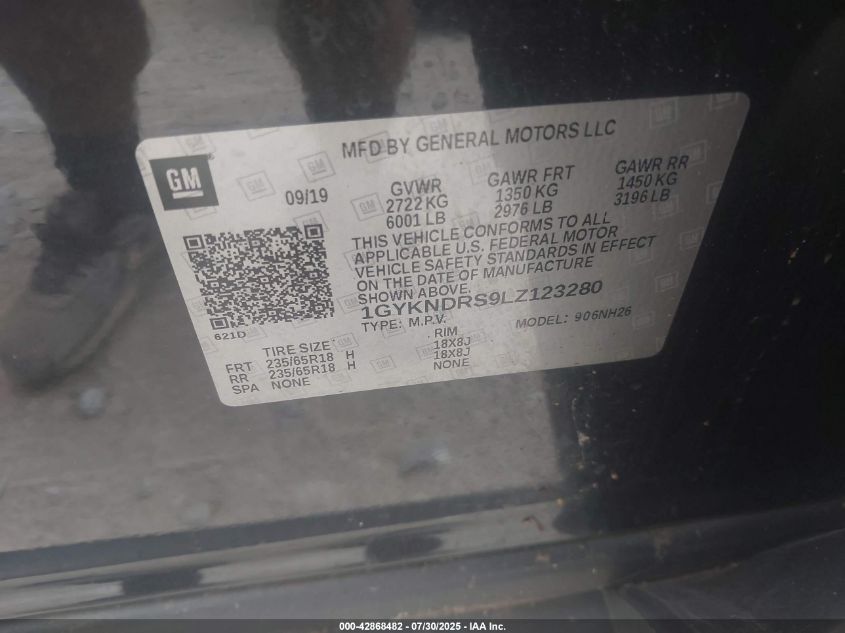 MFD BY GENERAL MOTORS LLC
GM
09/19
GVWR
2722 KG
6001 LB
GAWR FRT
1350 KG
2976 LB
GAWR RR
1450 KG
3196 LB
THIS VEHICLE CONFORMS TO ALL
APPLICABLE U.S. FEDERAL MOTOR
VEHICLE SAFETY STANDARDS IN EFFECT
ON THE DATE OF MANUFACTURE
SHOWN ABOVE.
1GYKNDRS9LZ123280
TYPE: M.P.V. MODEL: 906NH26
621D
TIRE SIZE RIM
FRT 235/65R18 H 18X8J
RR 235/65R18 H 18X8J
SPA NONE NONE
000-42868482 - 07/30/2025 - IAA Inc.